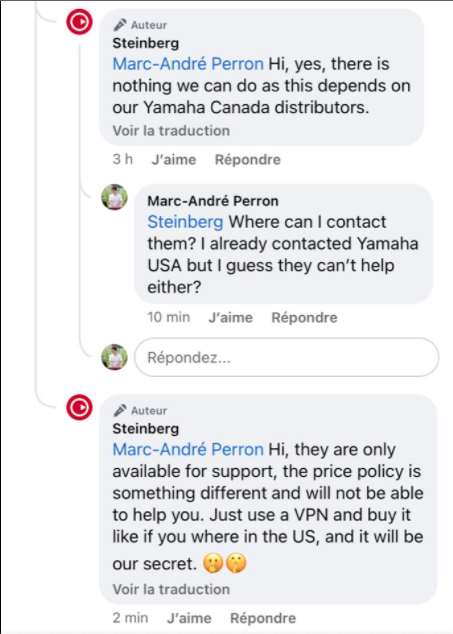 Auteur
Steinberg
Marc-André Perron Hi, yes, there is
nothing we can do as this depends on
our Yamaha Canada distributors.
Voir la traduction
3 h J'aime Répondre
Marc-André Perron
Steinberg Where can I contact
them? I already contacted Yamaha
USA but I guess they can't help
either?
10 min J'aime Répondre
Répondez...
Auteur
Steinberg
Marc-André Perron Hi, they are only
available for support, the price policy is
something different and will not be able
to help you. Just use a VPN and buy it
like if you where in the US, and it will be
our secret. 🤫🤫
Voir la traduction
2 min J'aime Répondre